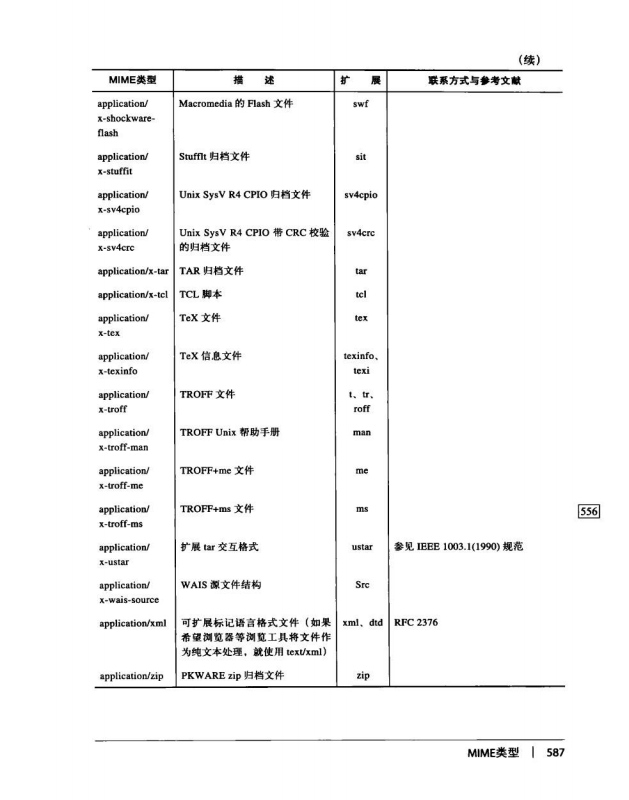 (续)
MIME类型 描 述 扩 展 联系方式与参考文献
application/ Macromedia 的 Flash 文件 swf
x-shockware-
flash
application/ StuffIt 归档文件 sit
x-stuffit
application/ Unix SysV R4 CPIO 归档文件 sv4cpio
x-sv4cpio
application/ Unix SysV R4 CPIO 带 CRC 校验 sv4crc
x-sv4crc 的归档文件
application/x-tar TAR 归档文件 tar
application/x-tcl TCL 脚本 tcl
application/ TeX 文件 tex
x-tex
application/ TeX 信息文件 texinfo、
x-texinfo texi
application/ TROFF 文件 t、tr、
x-troff roff
application/ TROFF Unix 帮助手册 man
x-troff-man
application/ TROFF+me 文件 me
x-troff-me
application/ TROFF+ms 文件 ms
x-troff-ms
556
application/ 扩展 tar 交互格式 ustar 参见 IEEE 1003.1(1990) 规范
x-ustar
application/ WAIS 源文件结构 Src
x-wais-source
application/xml 可扩展标记语言格式文件（如果 xml、dtd RFC 2376
希望浏览器等浏览工具将文件作
为纯文本处理，就使用 text/xml）
application/zip PKWARE zip 归档文件 zip
MIME类型 | 587